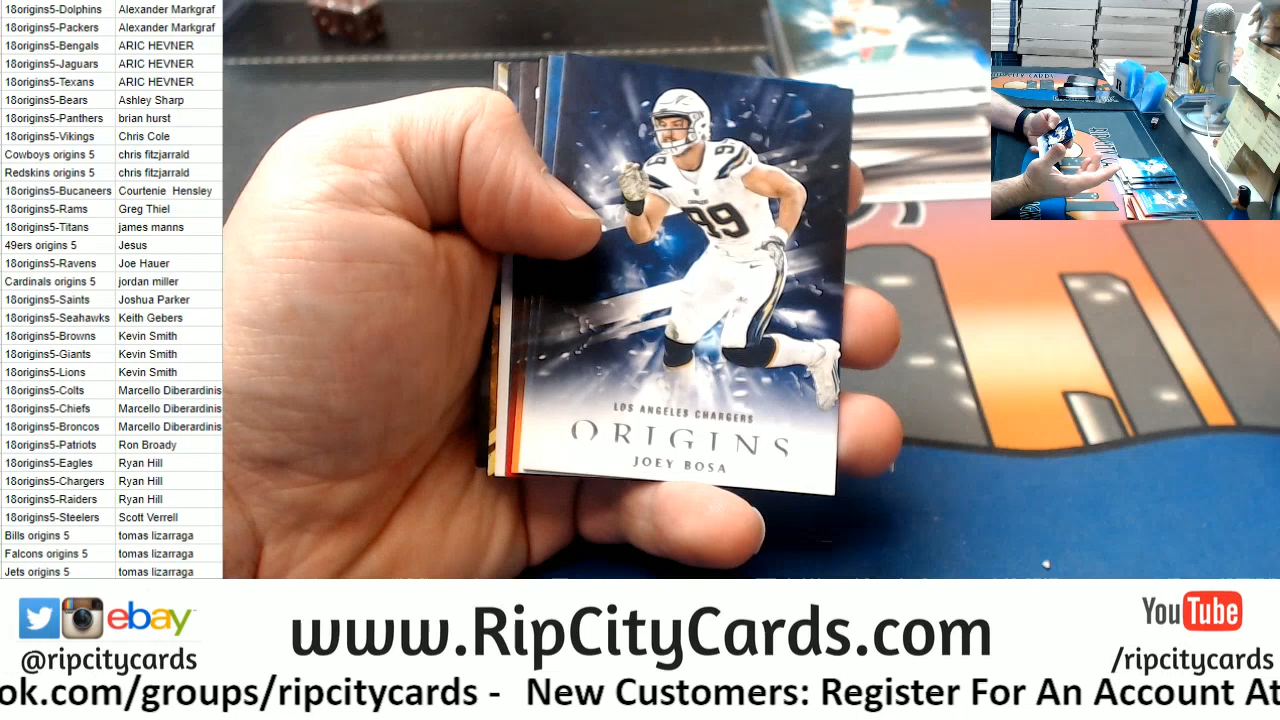 18origins5-Dolphins Alexander Markgraf
18origins5-Packers Alexander Markgraf
18origins5-Bengals ARIC HEVNER
18origins5-Jaguars ARIC HEVNER
18origins5-Texans ARIC HEVNER
18origins5-Bears Ashley Sharp
18origins5-Panthers brian hurst
18origins5-Vikings Chris Cole
Cowboys origins 5 chris fitzjarrald
Redskins origins 5 chris fitzjarrald
18origins5-Bucaneers Courtenie Hensley
18origins5-Rams Greg Thiel
18origins5-Titans james manns
49ers origins 5 Jesus
18origins5-Ravens Joe Hauer
Cardinals origins 5 jordan miller
18origins5-Saints Joshua Parker
18origins5-Seahawks Keith Gebers
18origins5-Browns Kevin Smith
18origins5-Giants Kevin Smith
18origins5-Lions Kevin Smith
18origins5-Colts Marcello Diberardinis
18origins5-Chiefs Marcello Diberardinis
18origins5-Broncos Marcello Diberardinis
18origins5-Patriots Ron Broady
18origins5-Eagles Ryan Hill
18origins5-Chargers Ryan Hill
18origins5-Raiders Ryan Hill
18origins5-Steelers Scott Verrell
Bills origins 5 tomas lizarraga
Falcons origins 5 tomas lizarraga
Jets origins 5 tomas lizarraga
99
99
LOS ANGELES CHARGERS
ORIGINS
JOEY BOSA
ebay
@ripcitycards
www.RipCityCards.com
YouTube
/ripcitycards
ok.com/groups/ripcitycards - New Customers: Register For An Account At